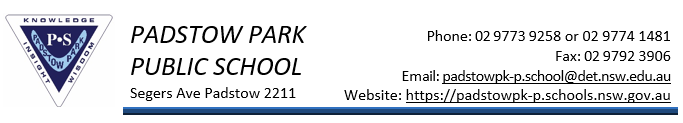 KNOWLEDGE
INSIGHT
WISDOM
P•S
PADSTOW PARK
PUBLIC SCHOOL
Segers Ave Padstow 2211
Phone: 02 9773 9258 or 02 9774 1481
Fax: 02 9792 3906
Email: padstowpk-p.school@det.nsw.edu.au
Website: https://padstowpk-p.schools.nsw.gov.au